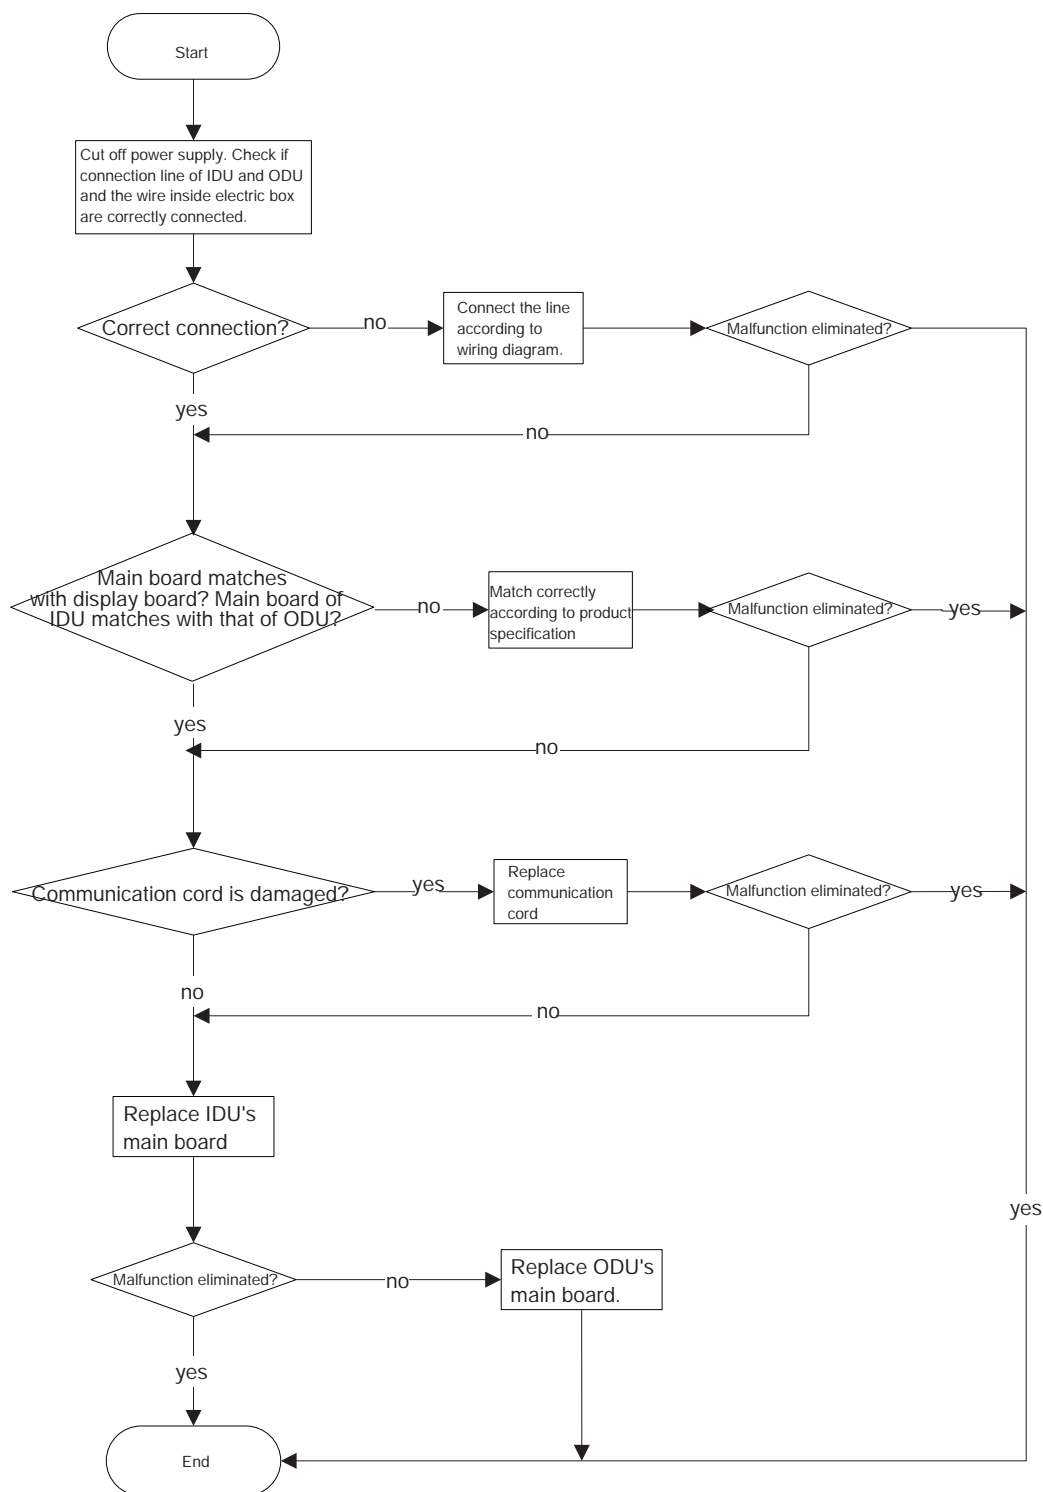 Start
Cut off power supply. Check if
connection line of IDU and ODU
and the wire inside electric box
are correctly connected.
Correct connection?
no
Connect the line
according to
wiring diagram.
Malfunction eliminated?
yes
no
Main board matches
with display board? Main board of
IDU matches with that of ODU?
no
Match correctly
according to product
specification
Malfunction eliminated?
yes
yes
no
Communication cord is damaged?
yes
Replace
communication
cord
Malfunction eliminated?
yes
no
no
Replace IDU's
main board
yes
Malfunction eliminated?
no
Replace ODU's
main board.
yes
End